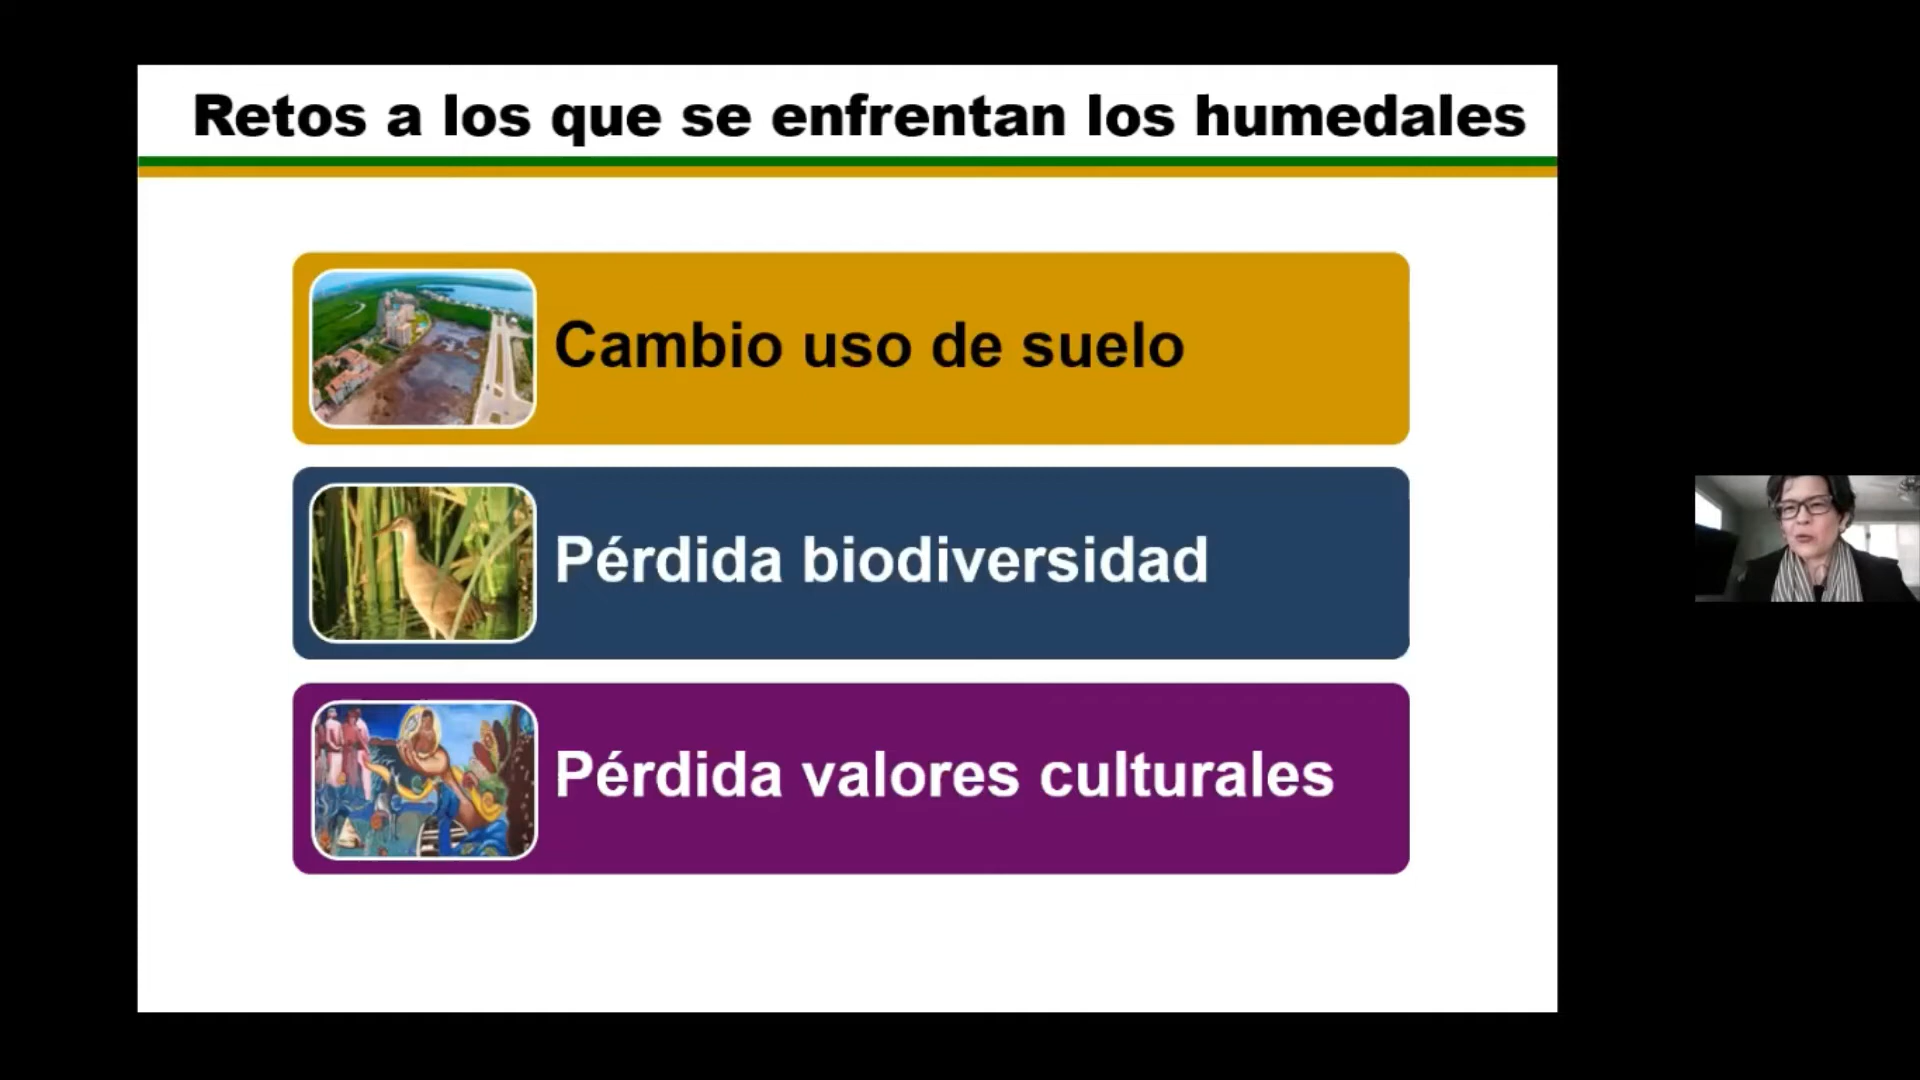 Retos a los que se enfrentan los humedales
Cambio uso de suelo
Pérdida biodiversidad
Pérdida valores culturales